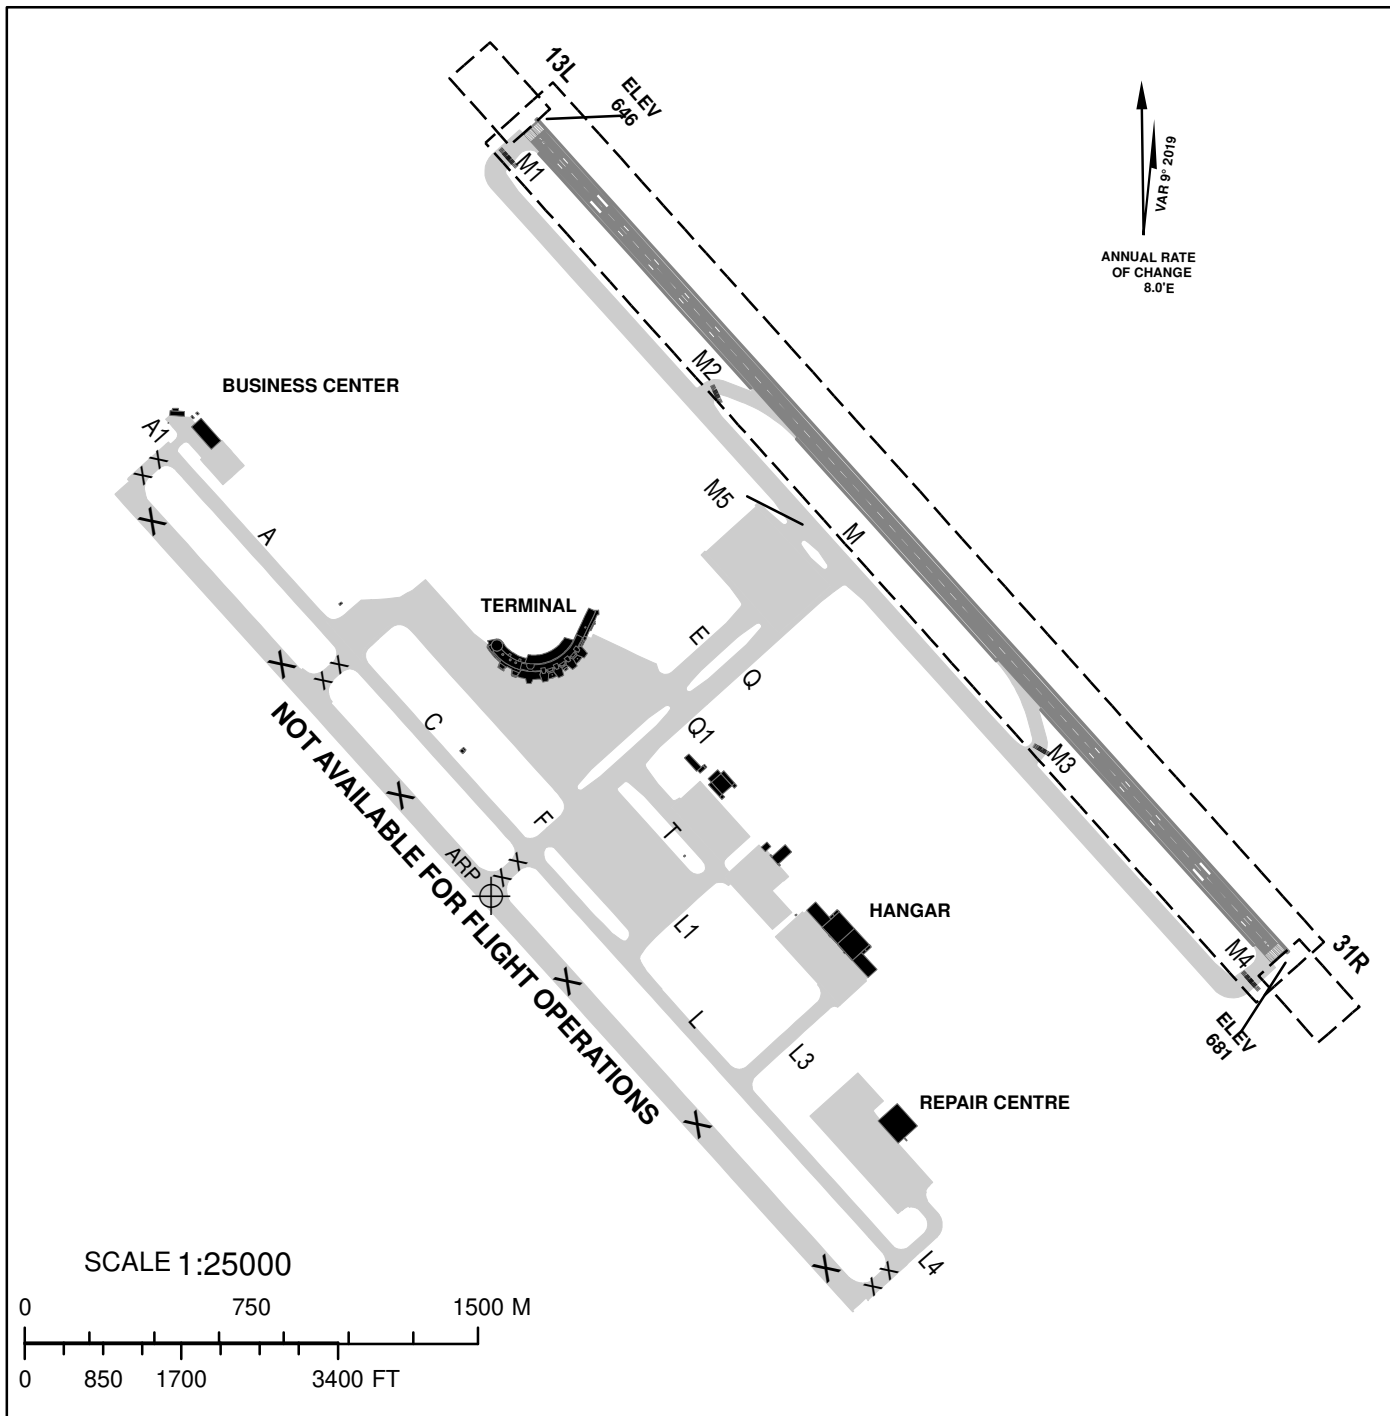 13L
ELEV
646
M1
VAR 9° 2019
ANNUAL RATE
OF CHANGE
8.0'E
M2
BUSINESS CENTER
A1
M5
A
M
TERMINAL
E
Q
C
Q1
NOT AVAILABLE FOR FLIGHT OPERATIONS
M3
F
T
ARP
HANGAR
L1
31R
M4
L
ELEV
681
L3
REPAIR CENTRE
L4
SCALE 1:25000
0 750 1500 M
0 850 1700 3400 FT